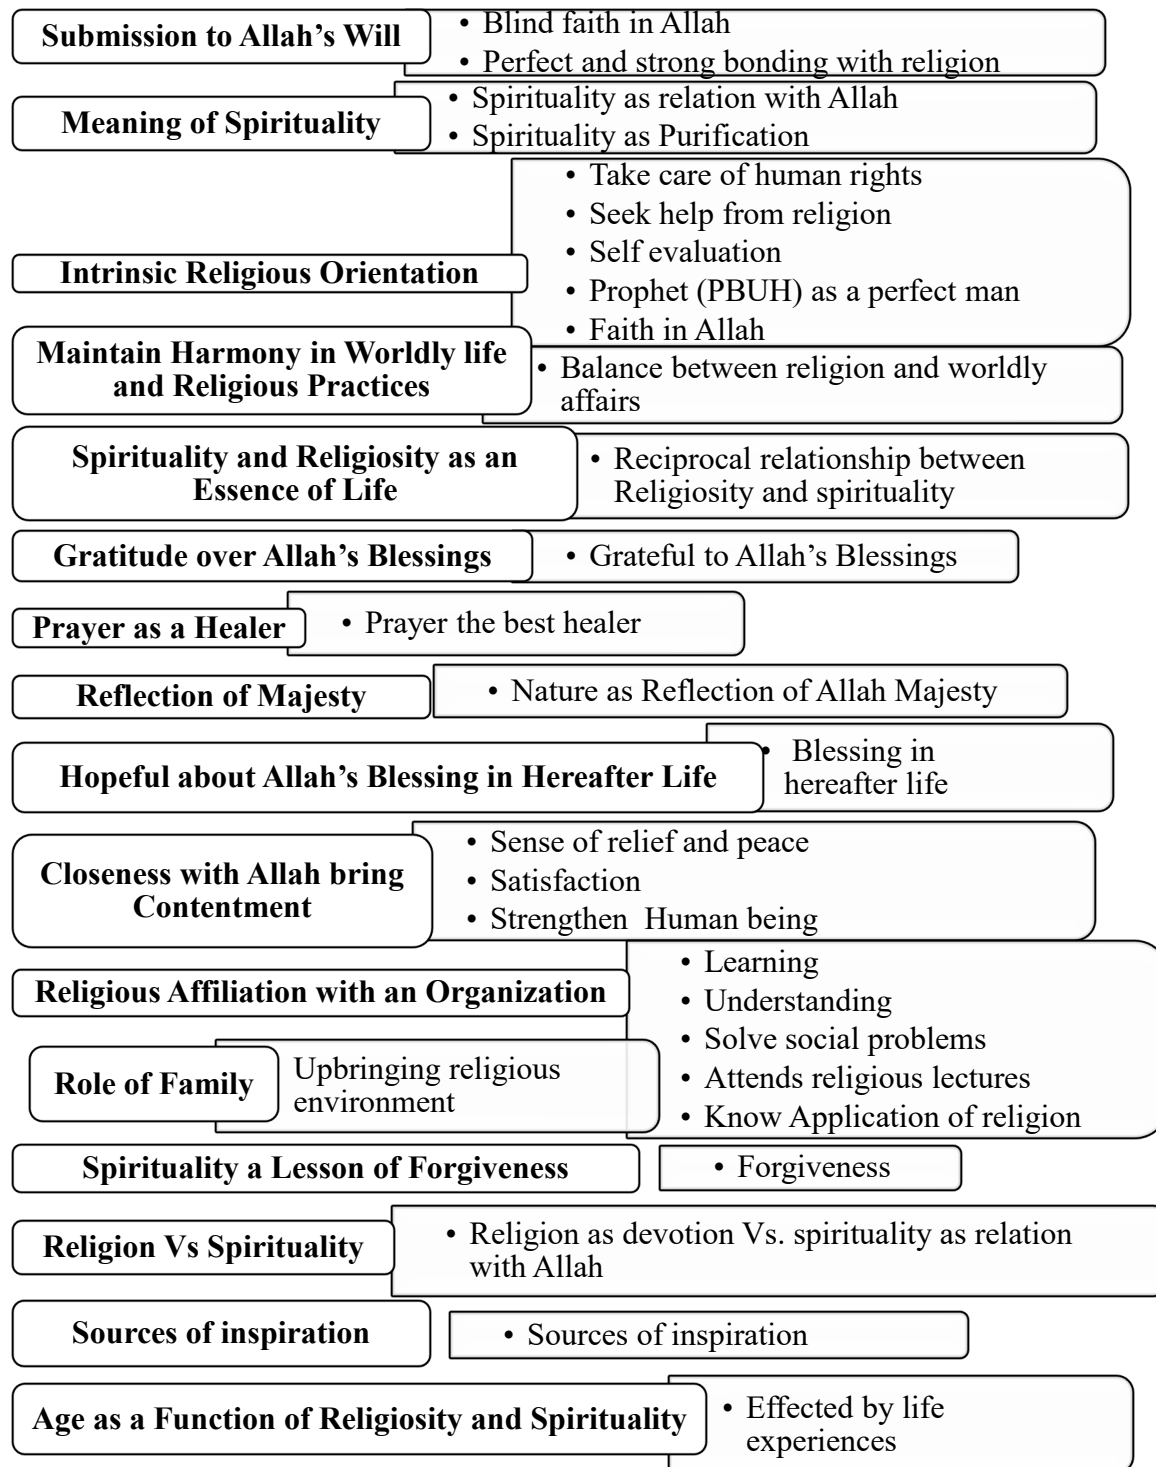 Submission to Allah's Will
• Blind faith in Allah
• Perfect and strong bonding with religion
Meaning of Spirituality
• Spirituality as relation with Allah
• Spirituality as Purification
Intrinsic Religious Orientation
• Take care of human rights
• Seek help from religion
• Self evaluation
• Prophet (PBUH) as a perfect man
• Faith in Allah
Maintain Harmony in Worldly life
and Religious Practices
• Balance between religion and worldly
affairs
Spirituality and Religiosity as an
Essence of Life
• Reciprocal relationship between
Religiosity and spirituality
Gratitude over Allah's Blessings
• Grateful to Allah's Blessings
Prayer as a Healer
• Prayer the best healer
Reflection of Majesty
• Nature as Reflection of Allah Majesty
Hopeful about Allah's Blessing in Hereafter Life
• Blessing in
hereafter life
Closeness with Allah bring
Contentment
• Sense of relief and peace
• Satisfaction
• Strengthen Human being
Religious Affiliation with an Organization
• Learning
• Understanding
• Solve social problems
• Attends religious lectures
• Know Application of religion
Role of Family
Upbringing religious
environment
Spirituality a Lesson of Forgiveness
• Forgiveness
Religion Vs Spirituality
• Religion as devotion Vs. spirituality as relation
with Allah
Sources of inspiration
• Sources of inspiration
Age as a Function of Religiosity and Spirituality
• Effected by life
experiences